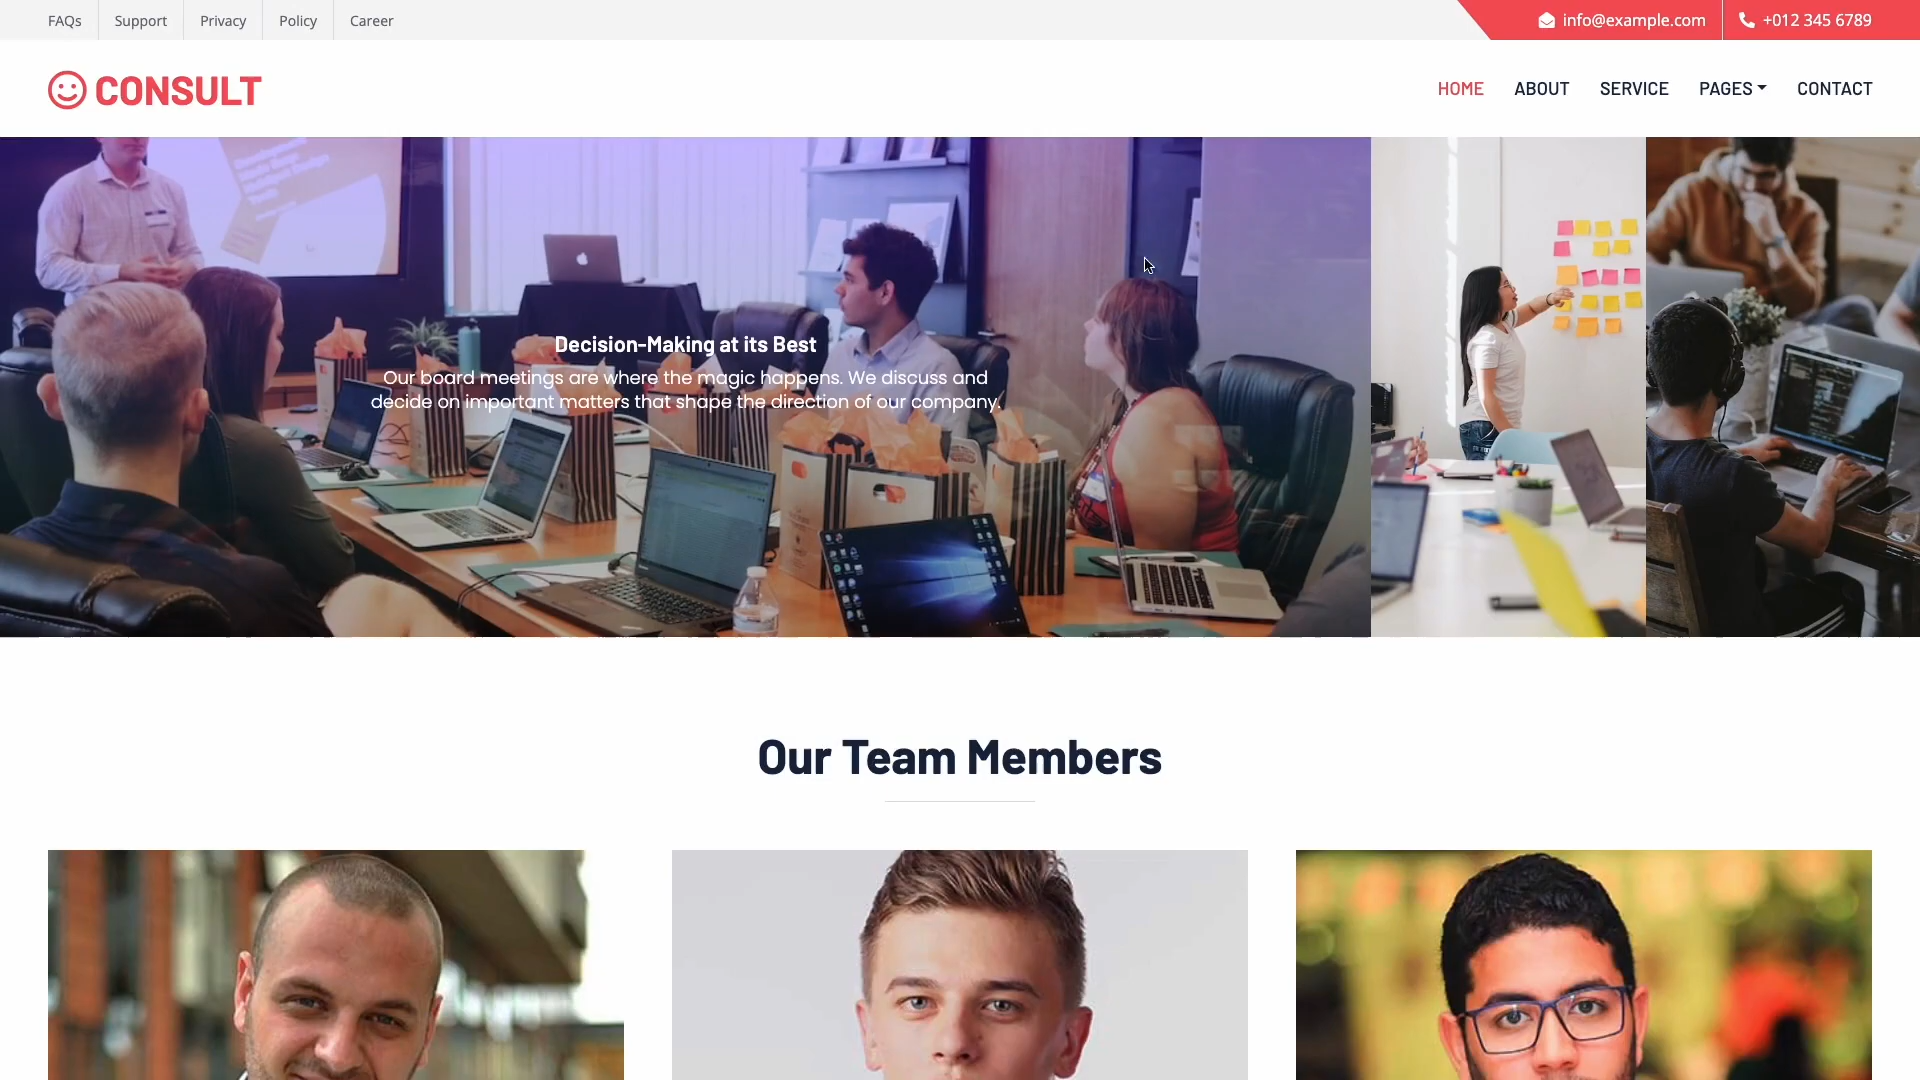 FAQs
Support
Privacy
Policy
Career
info@example.com
+012 345 6789
CONSULT
HOME
ABOUT
SERVICE
PAGES
CONTACT
Decision-Making at its Best
Our board meetings are where the magic happens. We discuss and
decide on important matters that shape the direction of our company.
Our Team Members